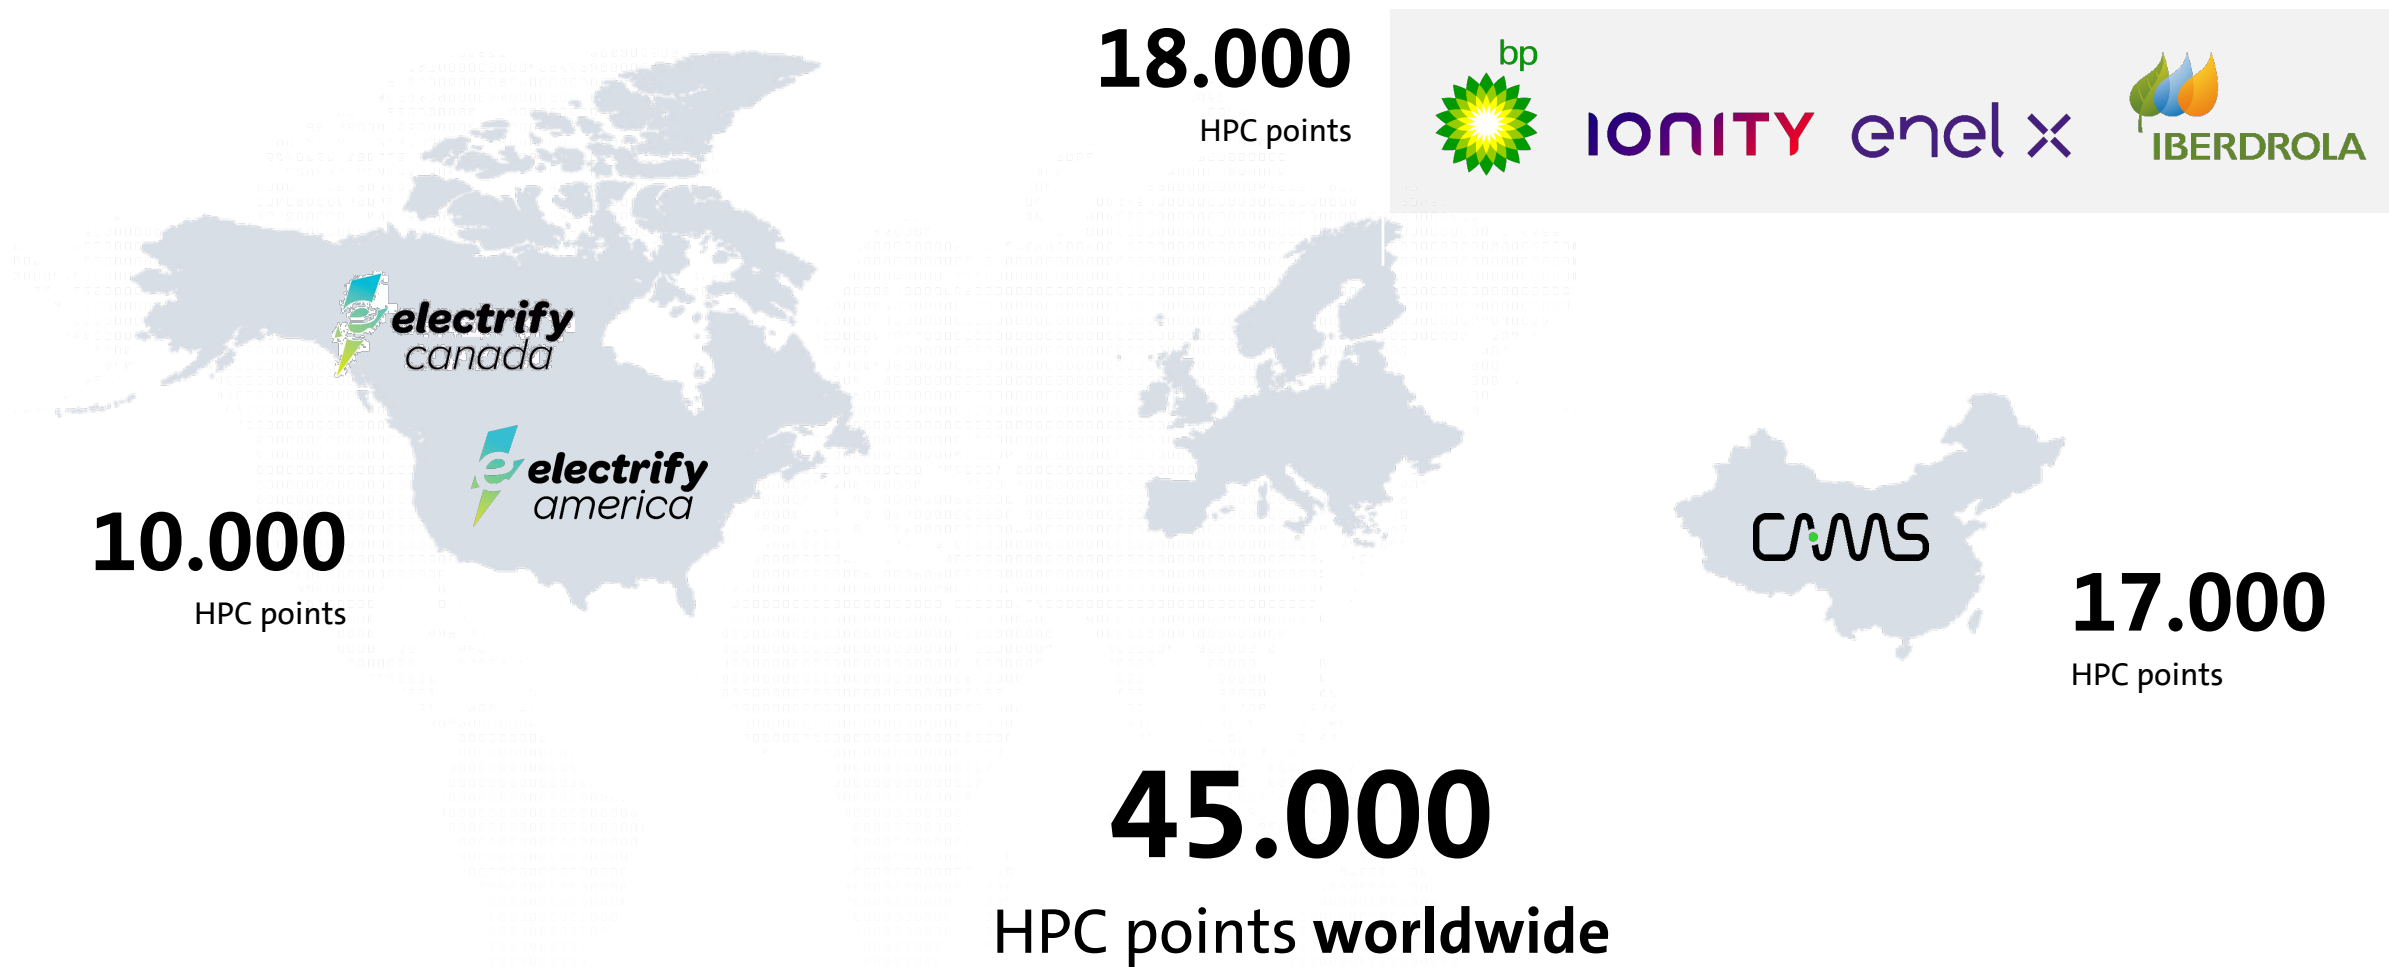 18.000
HPC points
bp
IONITY
enel x
IBERDROLA
electrify
canada
electrify
america
10.000
HPC points
CAMS
17.000
HPC points
45.000
HPC points worldwide